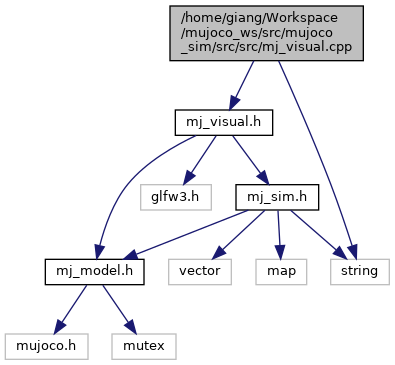 /home/giang/Workspace
/mujoco_ws/src/mujoco
_sim/src/src/mj_visual.cpp
mj_visual.h
glfw3.h
mj_sim.h
mj_model.h
vector
map
string
mujoco.h
mutex